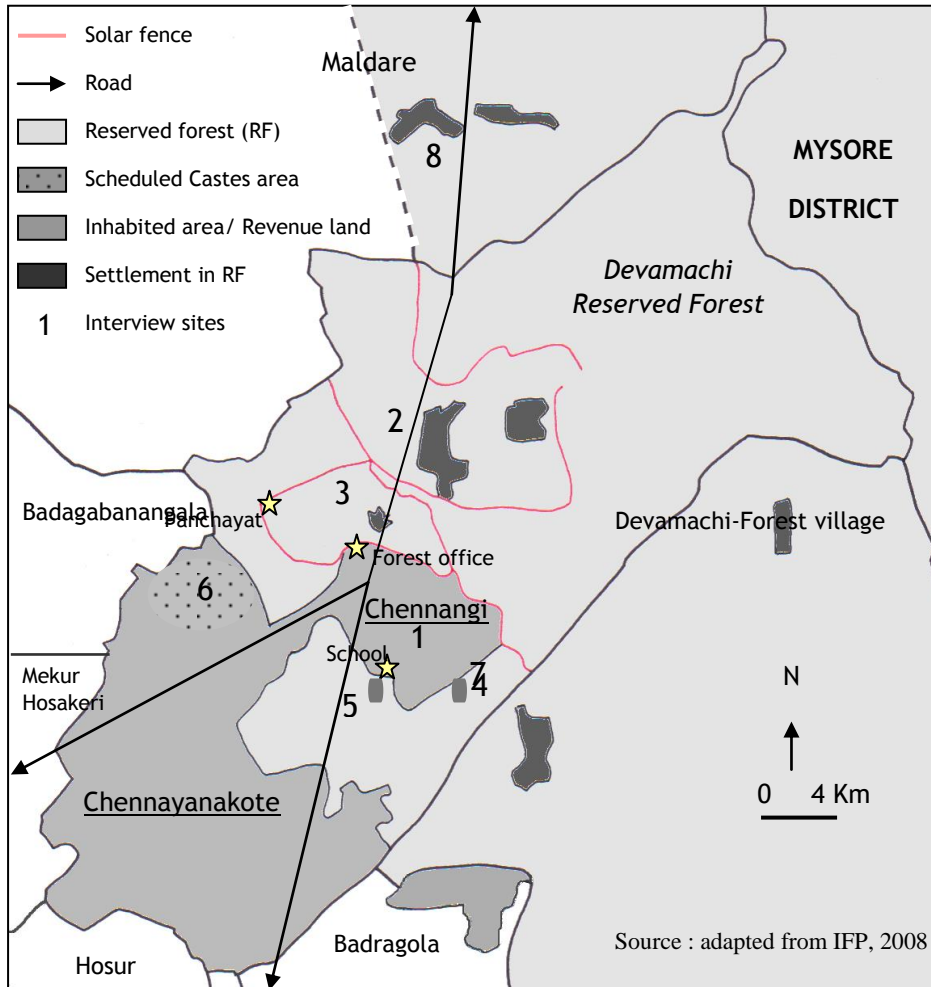 Solar fence
Road
Reserved forest (RF)
Scheduled Castes area
Inhabited area/ Revenue land
Settlement in RF
1 Interview sites
Maldare
8
MYSORE
DISTRICT
Devamachi
Reserved Forest
2
3
Badagabanangala
Panchayat
Devamachi-Forest village
Forest office
6
Chennangi
1
School
7
4
5
Mekur
Hosakeri
N
Chennayanakote
0 4 Km
Badragola
Source : adapted from IFP, 2008
Hosur